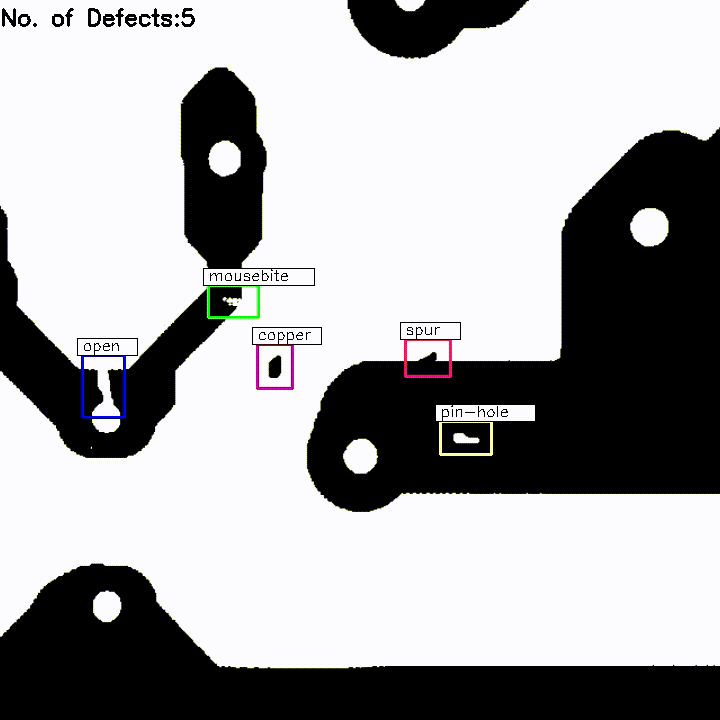 No. of Defects:5
mousebite
copper
spur
open
pin-hole